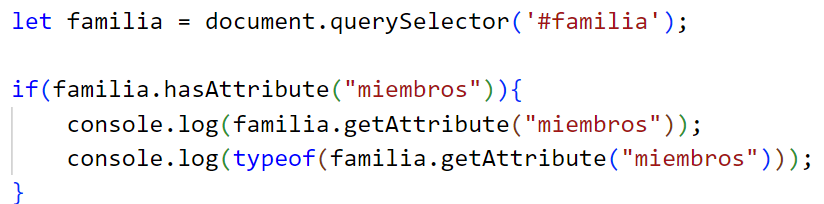 let familia = document.querySelector('#familia');
if(familia.hasAttribute("miembros")){
    console.log(familia.getAttribute("miembros"));
    console.log(typeof(familia.getAttribute("miembros")));
}